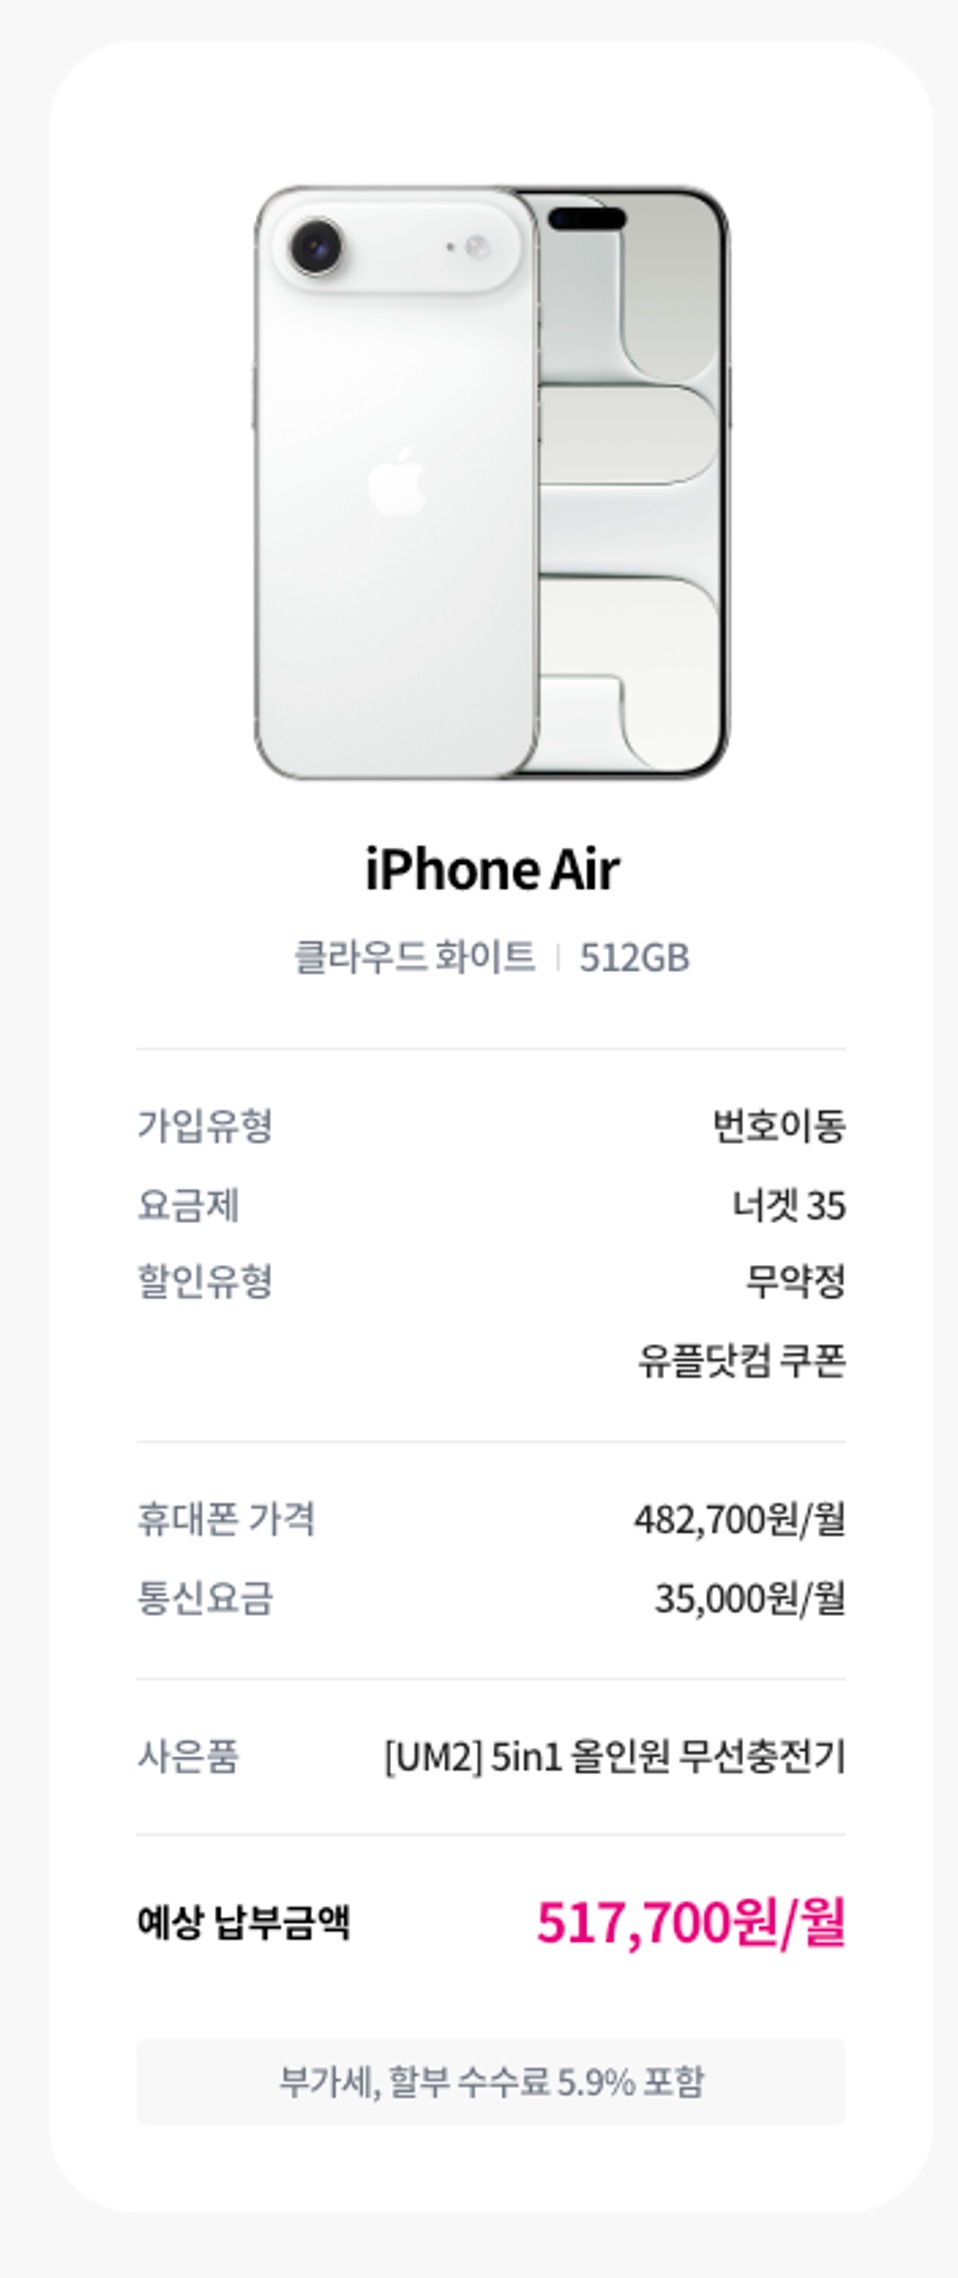 iPhone Air
클라우드 화이트 | 512GB
가입유형 번호이동
요금제 너겟 35
할인유형 무약정
유플닷컴 쿠폰
휴대폰 가격 482,700원/월
통신요금 35,000원/월
사은품 [UM2] 5in1 올인원 무선충전기
예상 납부금액 517,700원/월
부가세, 할부 수수료 5.9% 포함